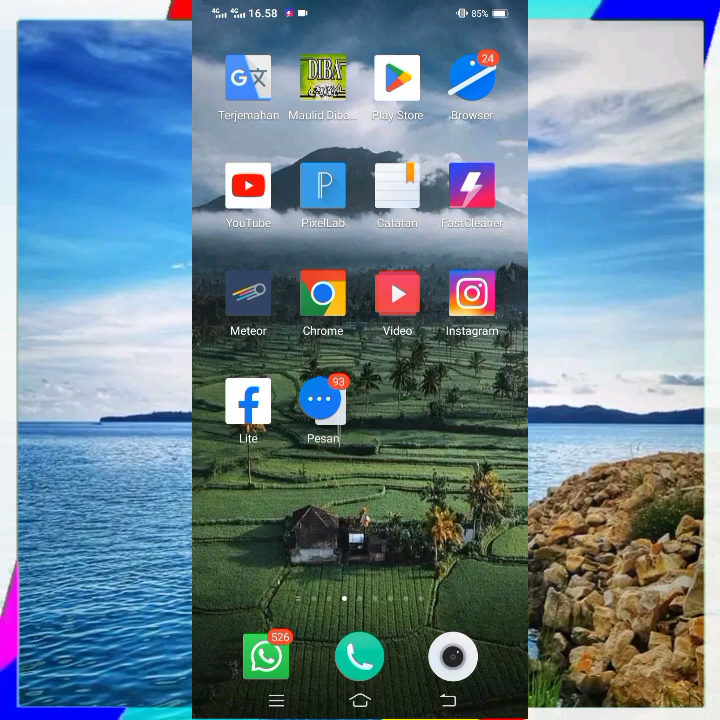 4G 4G 16.58 85%
24
DIBA
Terjemahan Maulid Diba... Play Store Browser
YouTube PixelLab Catatan FastCleaner
Meteor Chrome Video Instagram
93
Lite Pesan
526